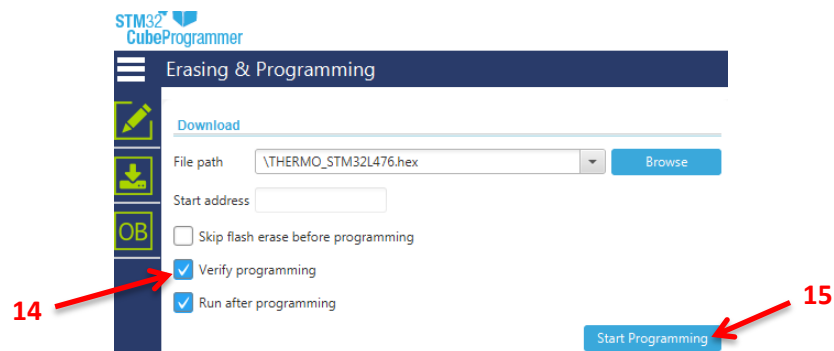 STM32
CubeProgrammer
Erasing & Programming
Download
File path \THERMO_STM32L476.hex Browse
Start address
OB Skip flash erase before programming
Verify programming
14 Run after programming 15
Start Programming